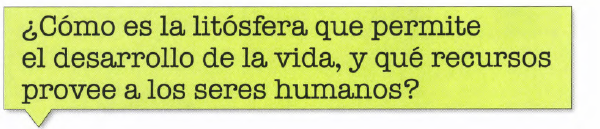 ¿Cómo es la litósfera que permite
el desarrollo de la vida, y qué recursos
provee a los seres humanos?